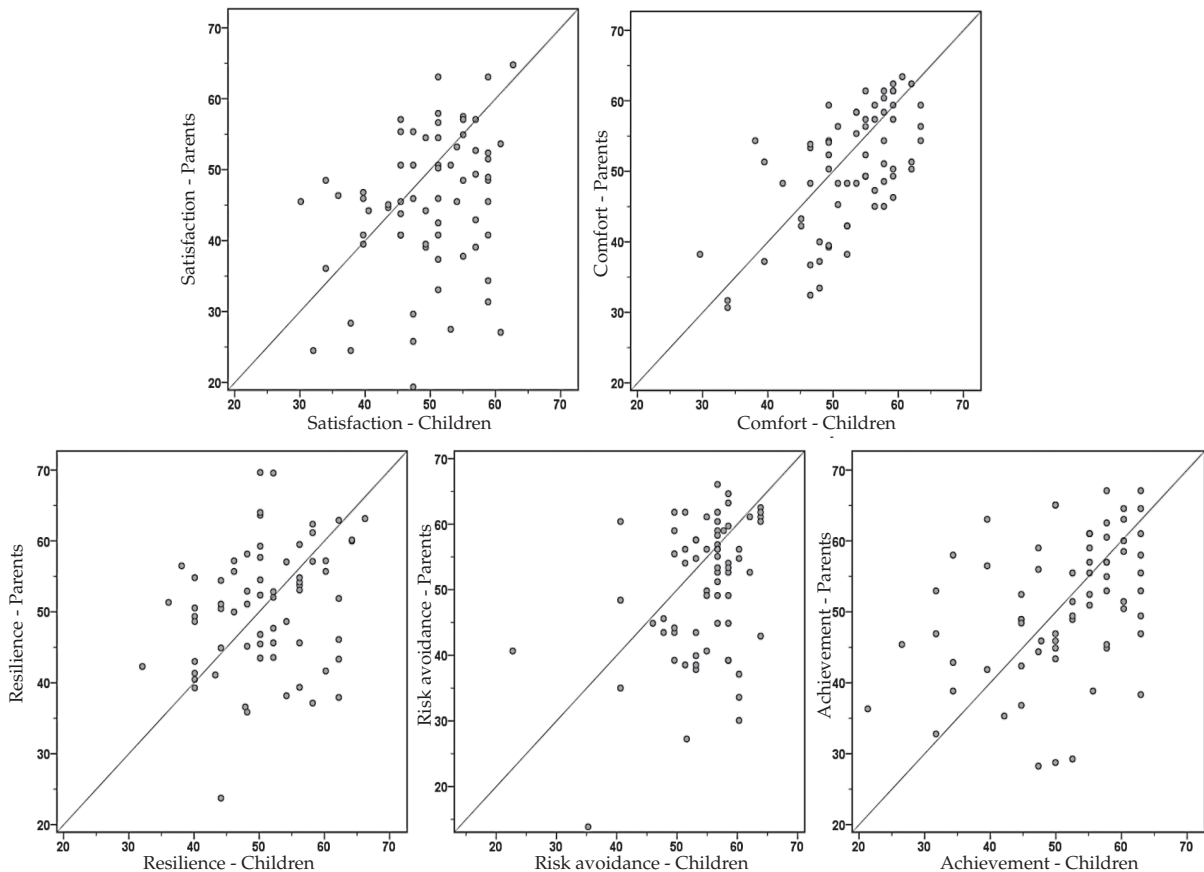 70
60
50
40
30
20
Satisfaction - Parents
20 30 40 50 60 70
Satisfaction - Children
70
60
50
40
30
20
Comfort - Parents
20 30 40 50 60 70
Comfort - Children
70
60
50
40
30
20
Resilience - Parents
20 30 40 50 60 70
Resilience - Children
70
60
50
40
30
20
Risk avoidance - Parents
20 30 40 50 60 70
Risk avoidance - Children
70
60
50
40
30
20
Achievement - Parents
20 30 40 50 60 70
Achievement - Children